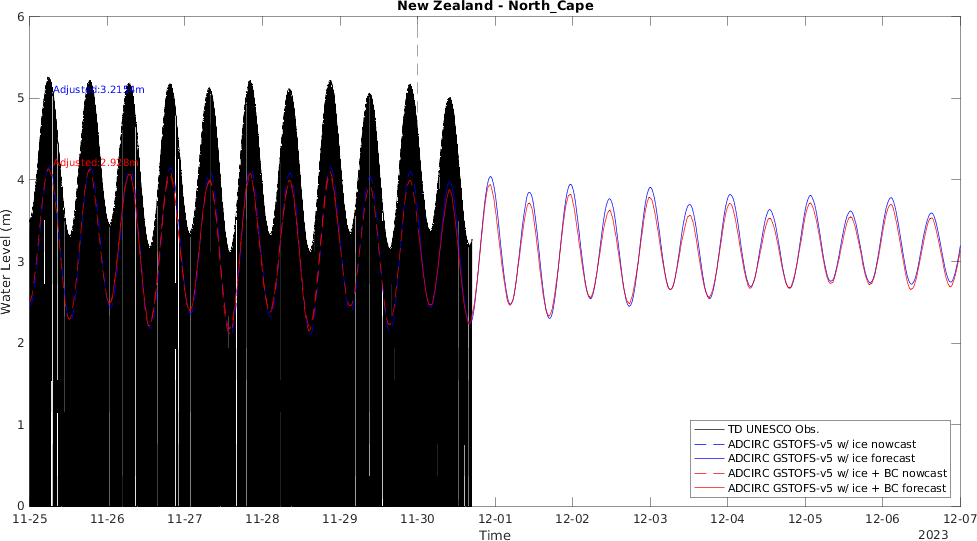 New Zealand - North_Cape
6
5
4
3
2
1
0
Water Level (m)
Adjusted:3.2154m
Adjusted:2.928m
TD UNESCO Obs.
ADCIRC GSTOFS-v5 w/ ice nowcast
ADCIRC GSTOFS-v5 w/ ice forecast
ADCIRC GSTOFS-v5 w/ ice + BC nowcast
ADCIRC GSTOFS-v5 w/ ice + BC forecast
11-25 11-26 11-27 11-28 11-29 11-30 12-01 12-02 12-03 12-04 12-05 12-06 12-07
Time
2023